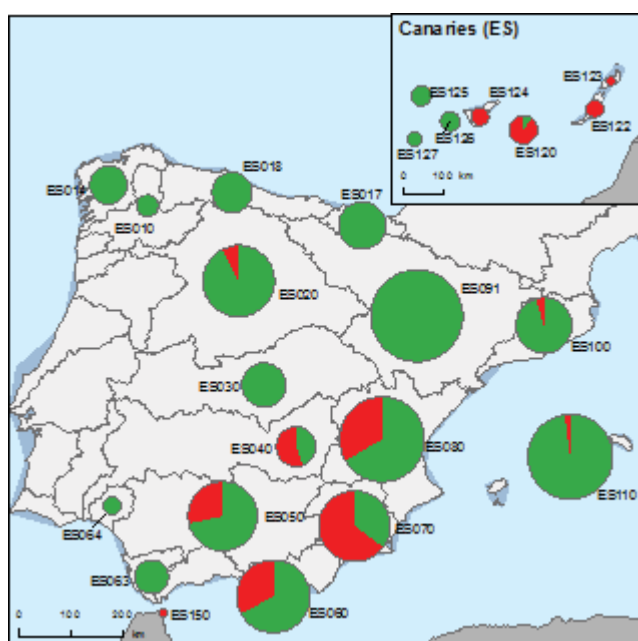 Canaries (ES)
ES123
ES125
ES124
ES122
ES126
ES120
ES127
0 100 km
ES018
ES014
ES017
ES010
ES020
ES091
ES100
ES030
ES040
ES080
ES110
ES050
ES064
ES070
ES063
ES060
ES150
0 100 200
km